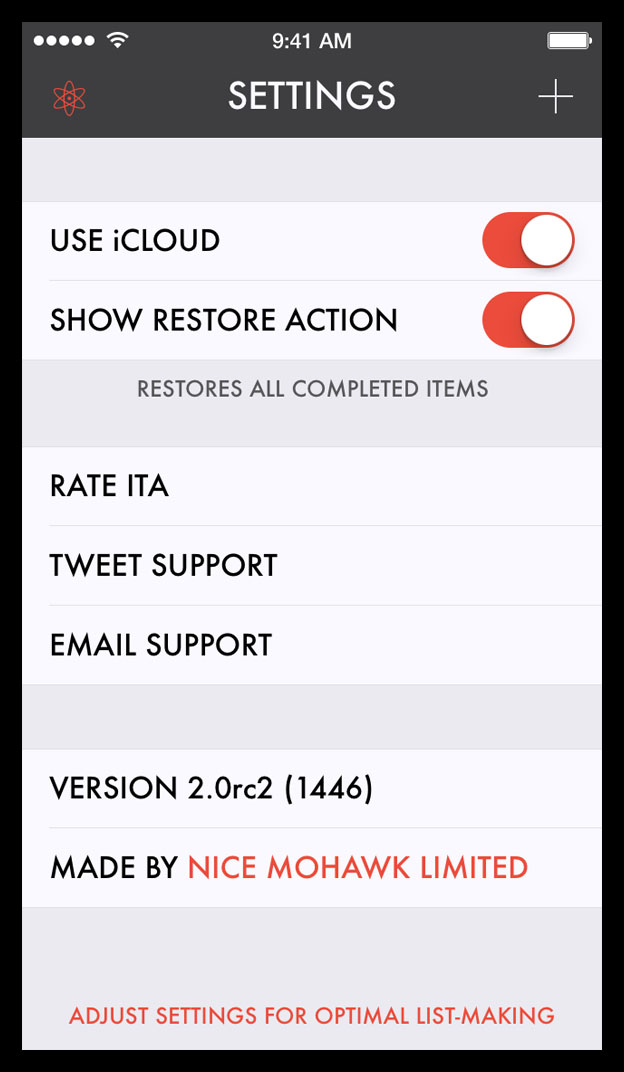 9:41 AM
SETTINGS
USE iCLOUD
SHOW RESTORE ACTION
RESTORES ALL COMPLETED ITEMS
RATE ITA
TWEET SUPPORT
EMAIL SUPPORT
VERSION 2.0rc2 (1446)
MADE BY NICE MOHAWK LIMITED
ADJUST SETTINGS FOR OPTIMAL LIST-MAKING